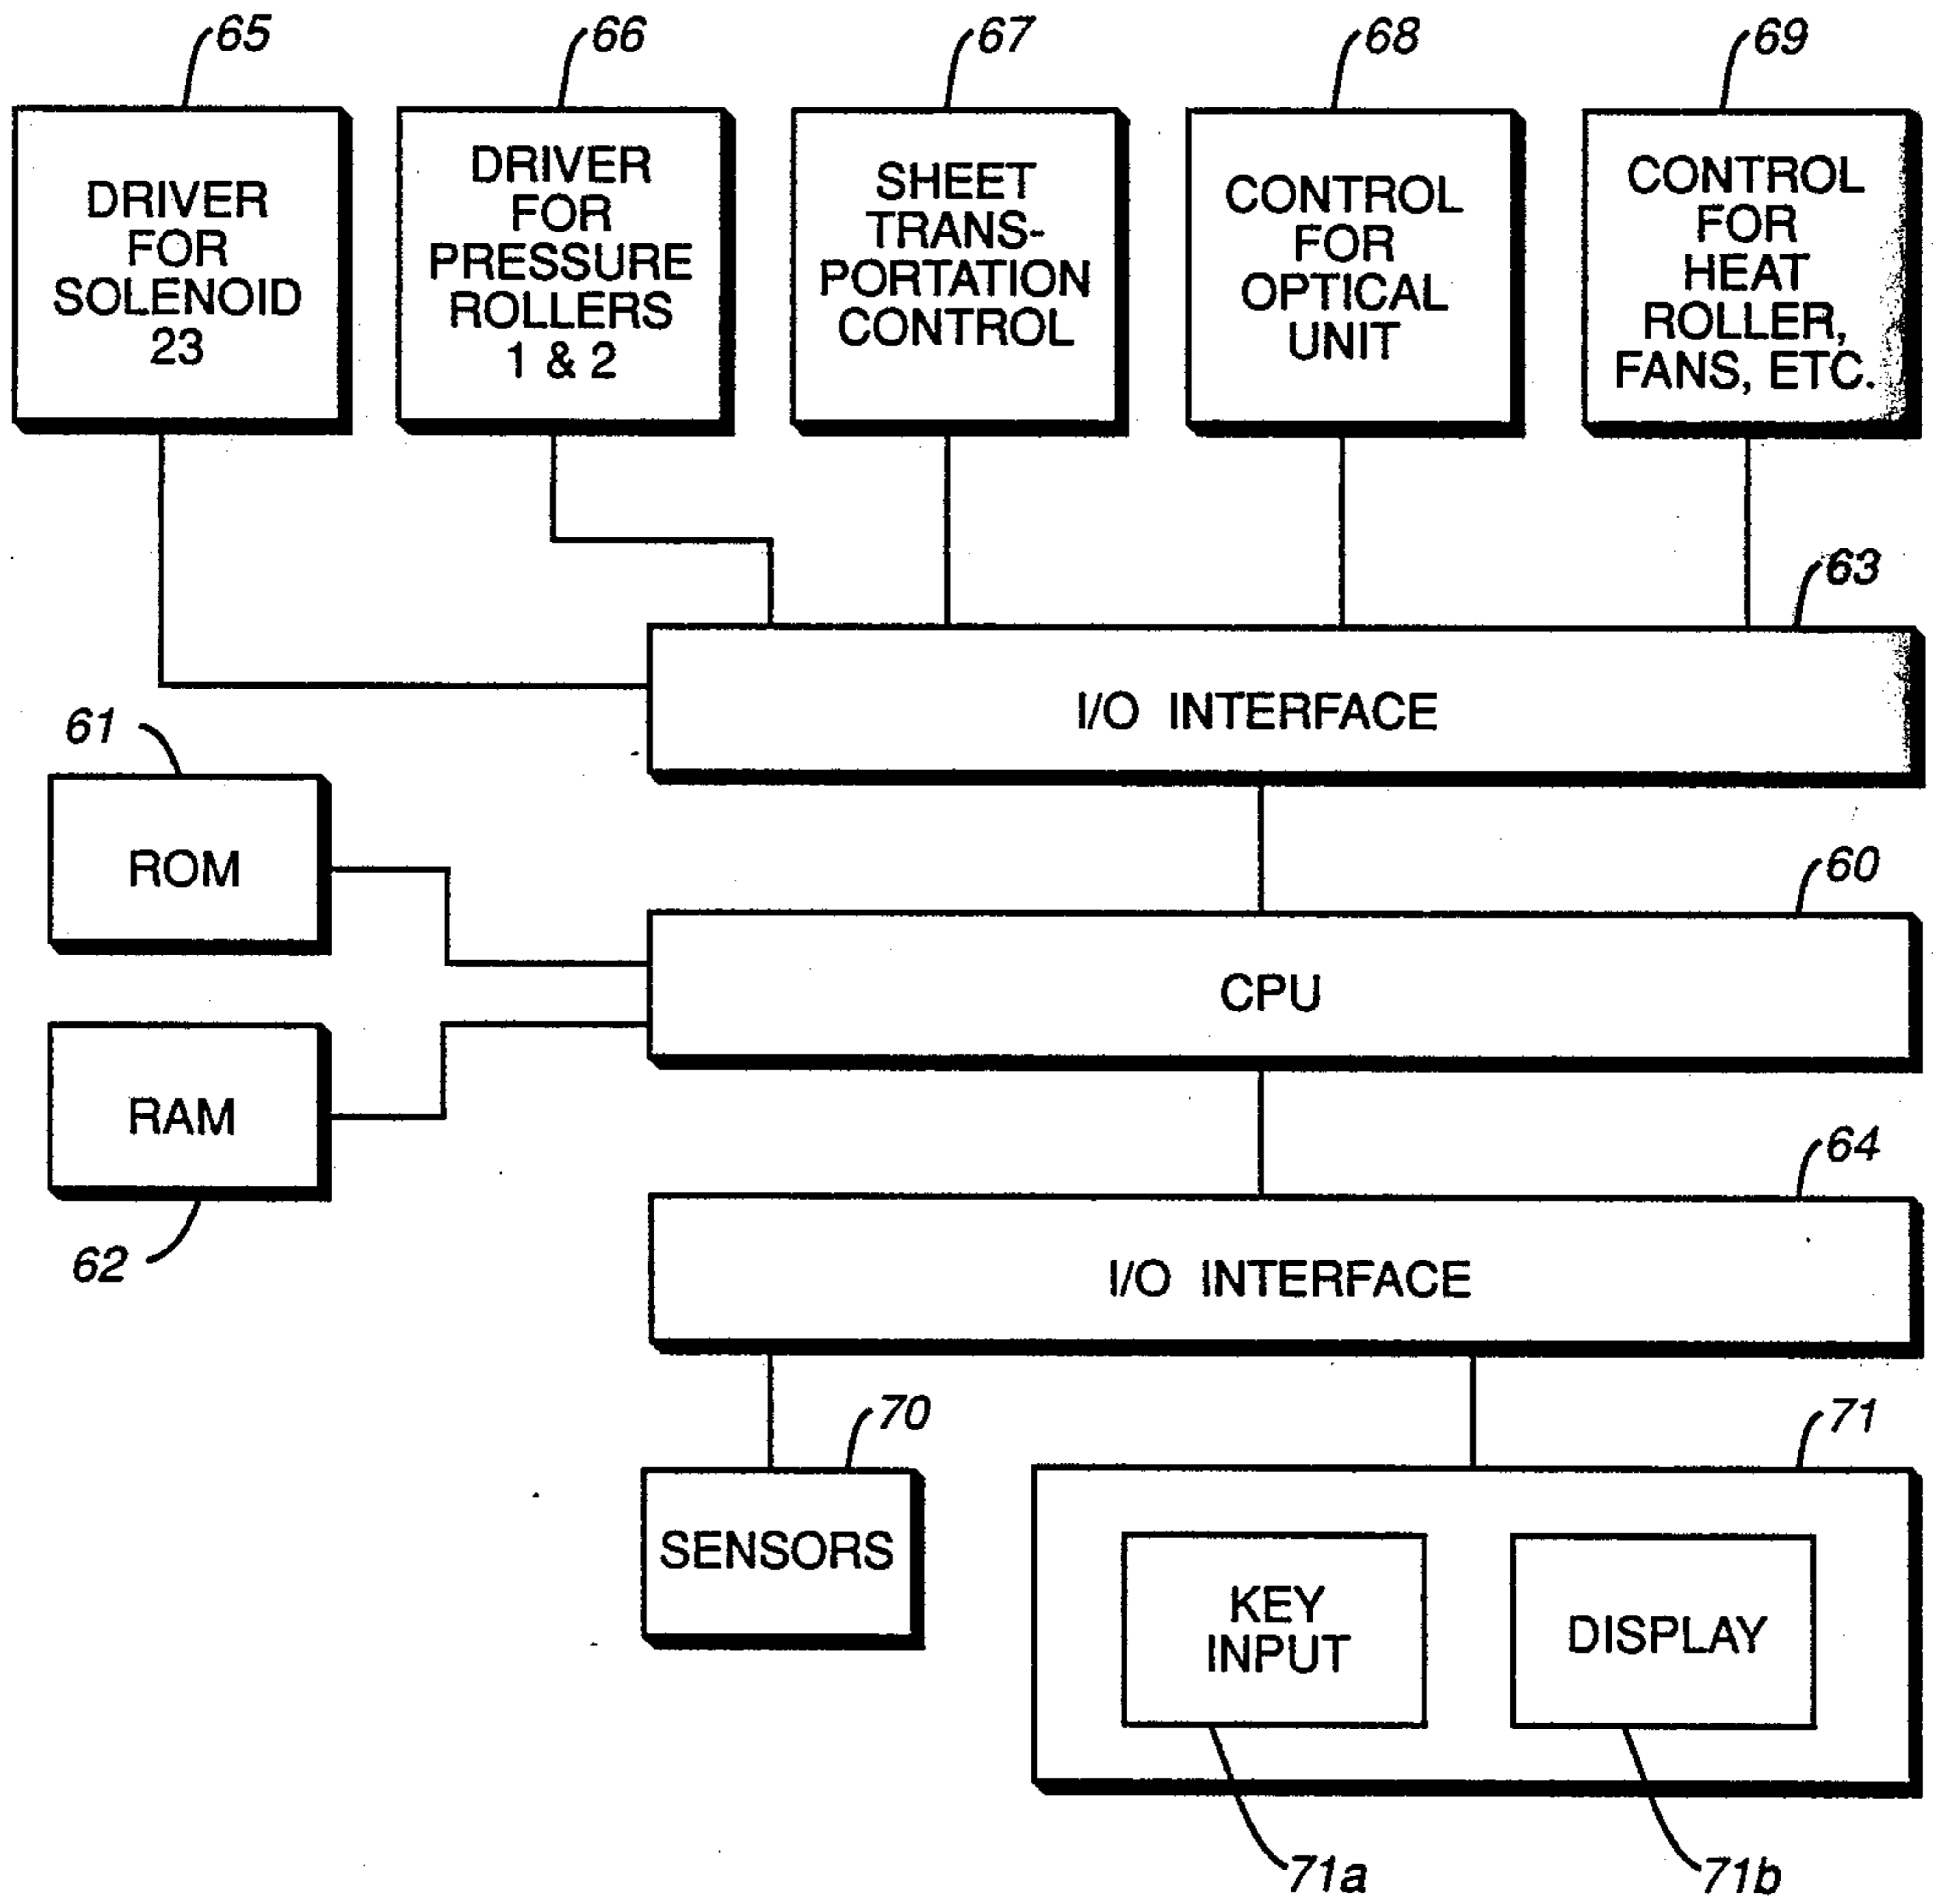 65
66
67
68
69
DRIVER
FOR
SOLENOID
23
DRIVER
FOR
PRESSURE
ROLLERS
1 & 2
SHEET
TRANS-
PORTATION
CONTROL
CONTROL
FOR
OPTICAL
UNIT
CONTROL
FOR
HEAT
ROLLER,
FANS, ETC.
63
I/O INTERFACE
61
ROM
60
CPU
RAM
62
64
I/O INTERFACE
70
SENSORS
71
KEY
INPUT
DISPLAY
71a
71b